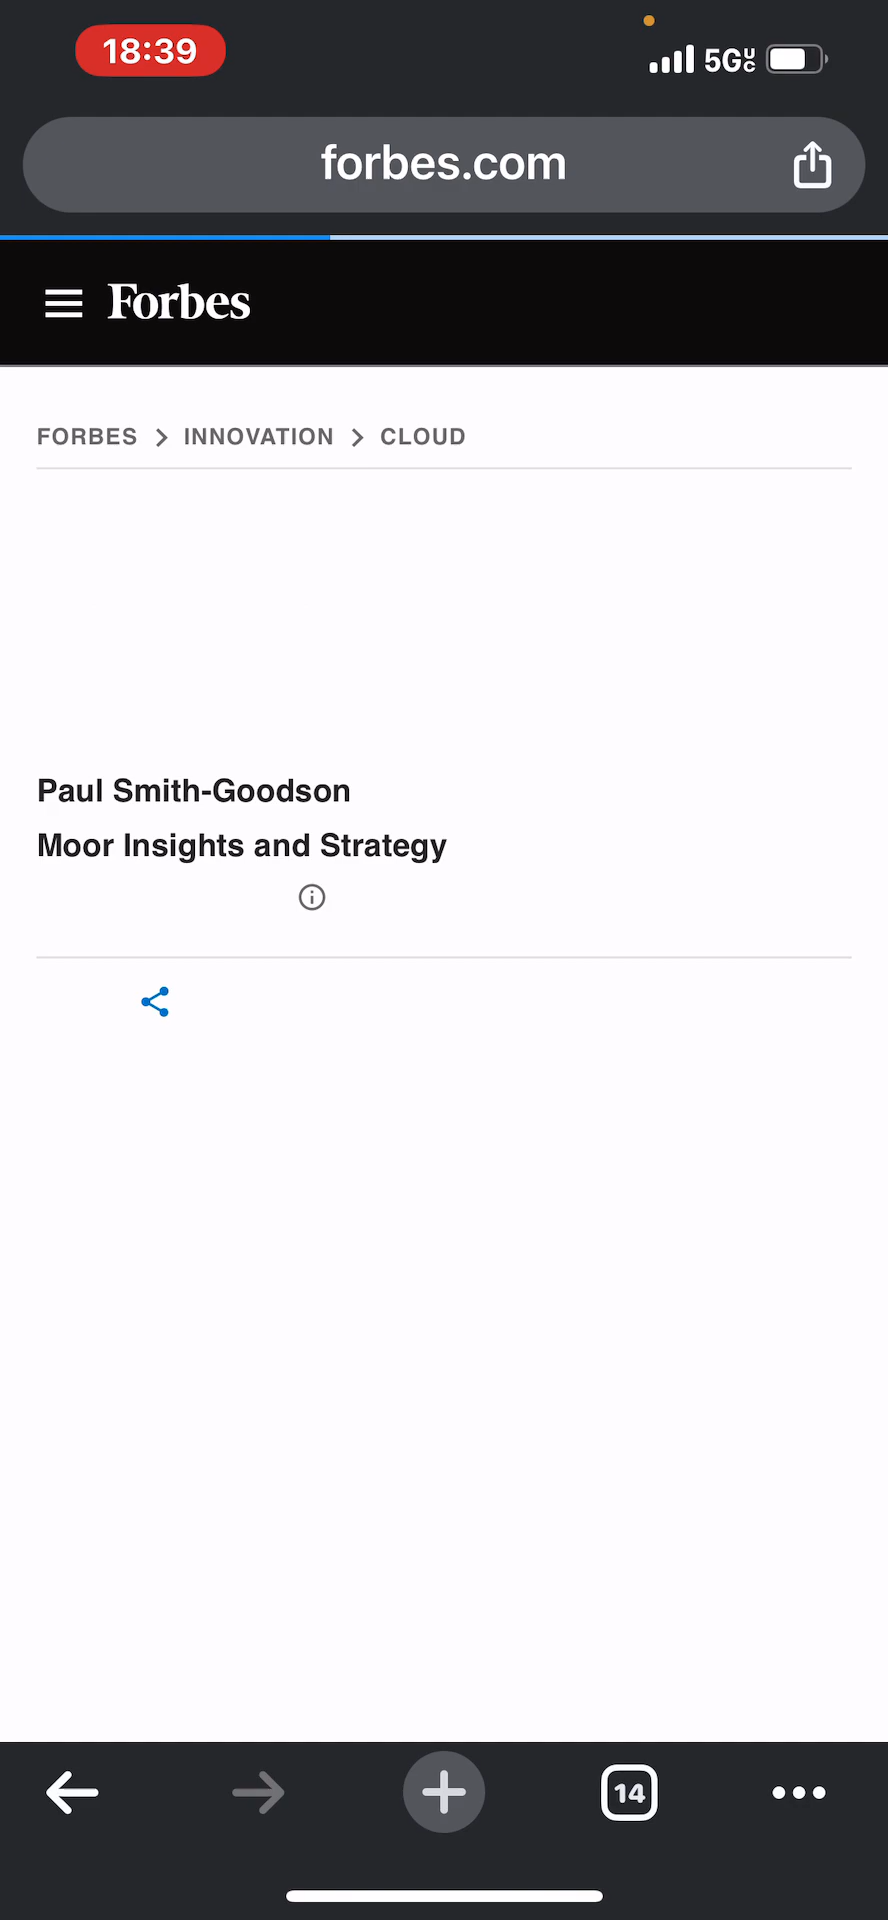 18:39
5G UC
forbes.com
Forbes
FORBES > INNOVATION > CLOUD
Paul Smith-Goodson
Moor Insights and Strategy
14